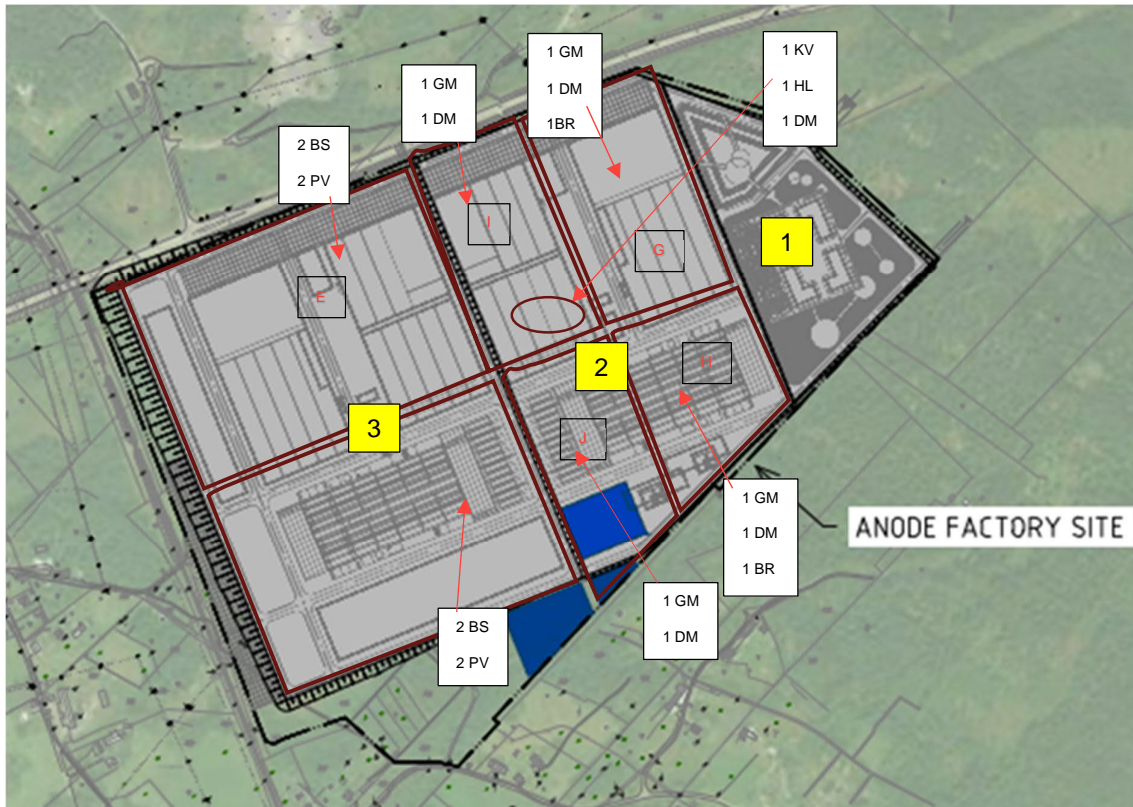 1 GM
1 DM
1BR
1 KV
1 HL
1 DM
1 GM
1 DM
2 BS
2 PV
I
G
1
E
2
H
3
J
1 GM
1 DM
1 BR
ANODE FACTORY SITE
1 GM
1 DM
2 BS
2 PV